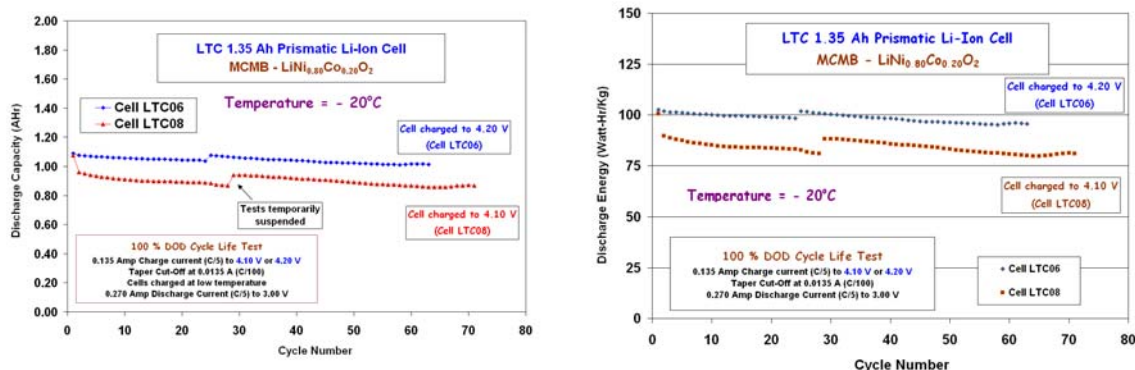 LTC 1.35 Ah Prismatic Li-Ion Cell
MCMB - LiNi0.80Co0.20O2
Temperature = - 20°C
Cell LTC06
Cell LTC08
Cell charged to 4.20 V
(Cell LTC06)
Tests temporarily
suspended
Cell charged to 4.10 V
(Cell LTC08)
100 % DOD Cycle Life Test
0.135 Amp Charge current (C/5) to 4.10 V or 4.20 V
Taper Cut-Off at 0.0135 A (C/100)
Cells charged at low temperature
0.270 Amp Discharge Current (C/5) to 3.00 V
Discharge Capacity (AHr)
2.00
1.80
1.60
1.40
1.20
1.00
0.80
0.60
0.40
0.20
0.00
0 10 20 30 40 50 60 70 80
Cycle Number
LTC 1.35 Ah Prismatic Li-Ion Cell
MCMB - LiNi0.80Co0.20O2
Cell charged to 4.20 V
(Cell LTC06)
Temperature = - 20°C
Cell charged to 4.10 V
(Cell LTC08)
100 % DOD Cycle Life Test
0.135 Amp Charge current (C/5) to 4.10 V or 4.20 V
Taper Cut-Off at 0.0135 A (C/100)
Cells charged at low temperature
0.270 Amp Discharge Current (C/5) to 3.00 V
Cell LTC06
Cell LTC08
Discharge Energy (Watt-Hr/Kg)
150
125
100
75
50
25
0
0 10 20 30 40 50 60 70 80
Cycle Number